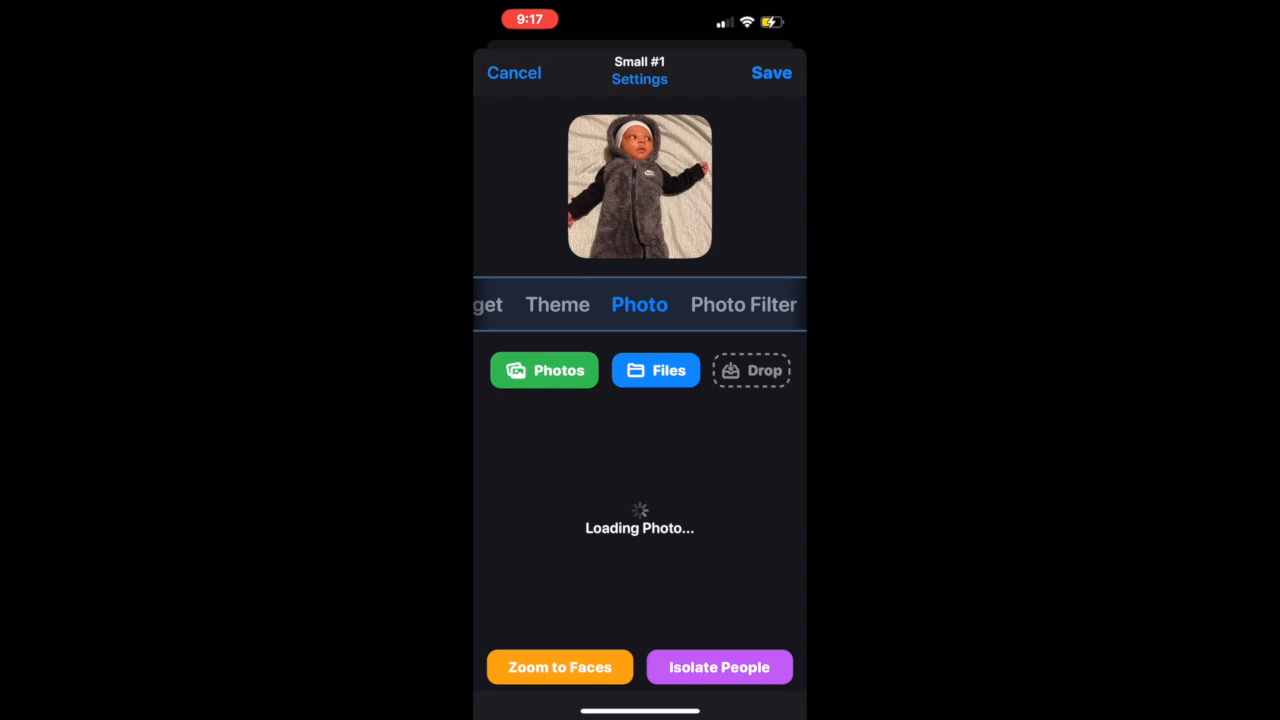 9:17
Small #1
Cancel
Settings
Save
get
Theme
Photo
Photo Filter
Photos
Files
Drop
Loading Photo...
Zoom to Faces
Isolate People